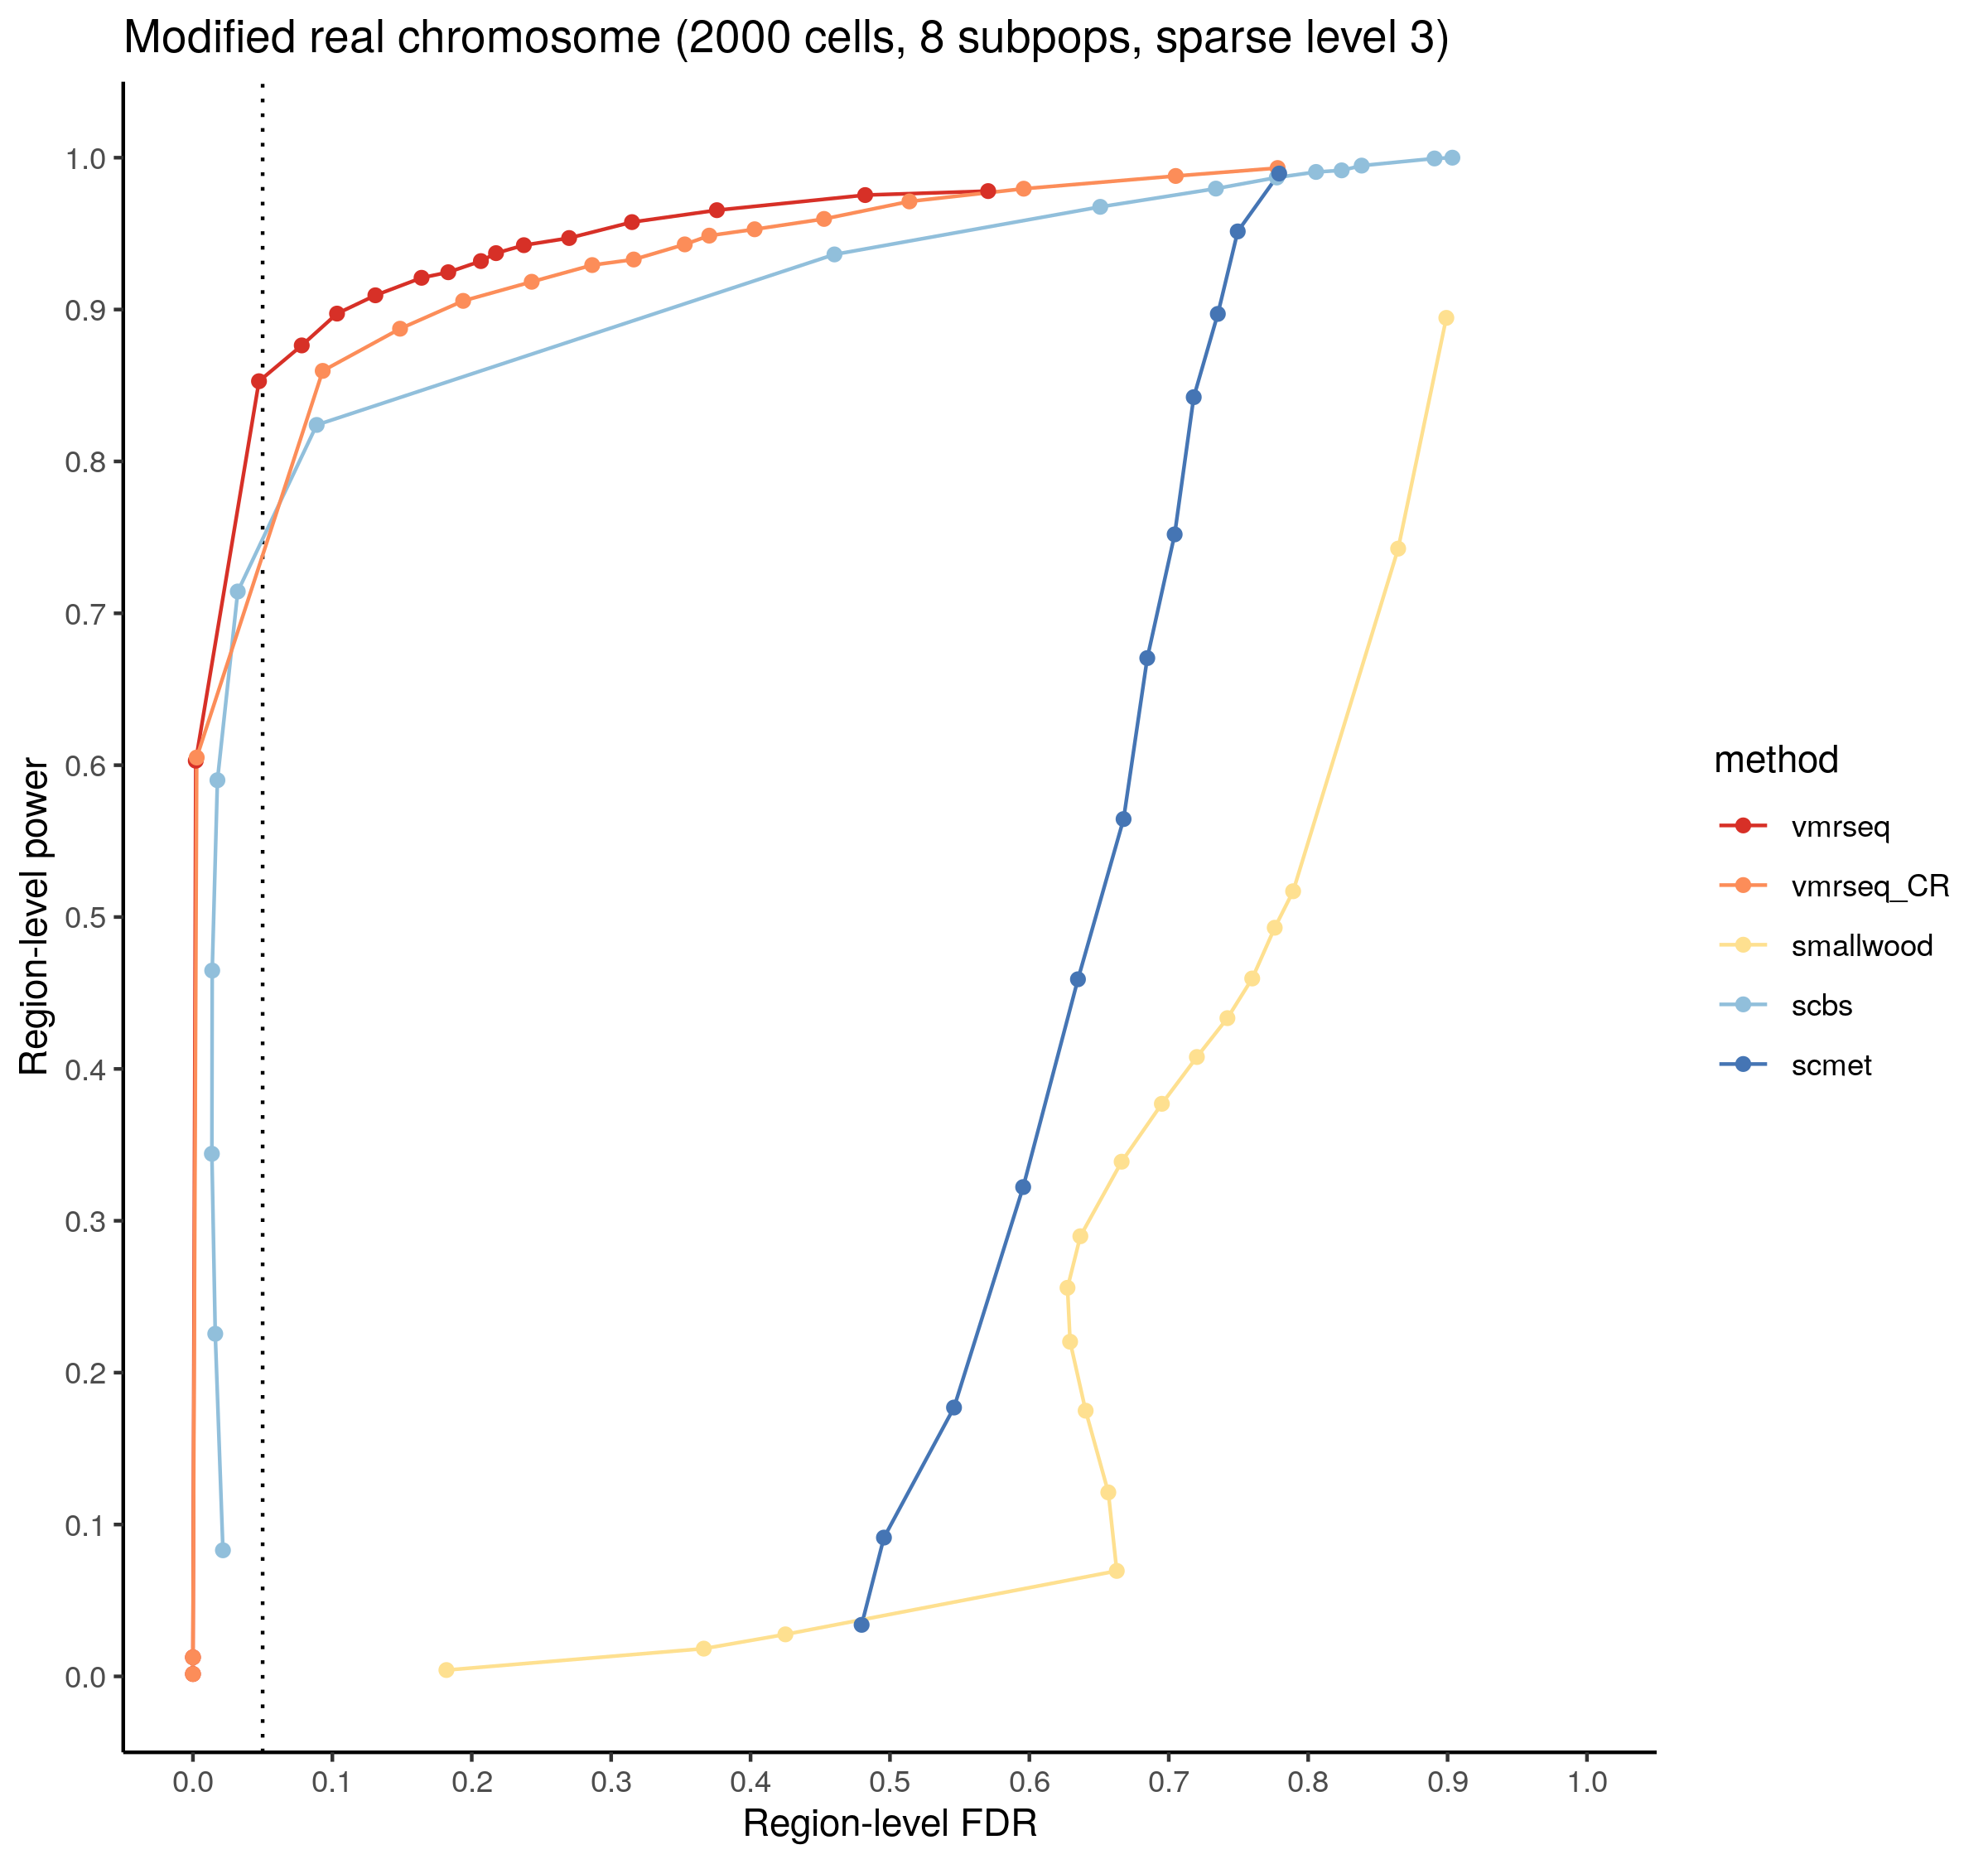 Modified real chromosome (2000 cells, 8 subpops, sparse level 3)
1.0
0.9
0.8
0.7
0.6
0.5
0.4
0.3
0.2
0.1
0.0
Region-level power
0.0 0.1 0.2 0.3 0.4 0.5 0.6 0.7 0.8 0.9 1.0
Region-level FDR
method
vmrseq
vmrseq_CR
smallwood
scbs
scmet